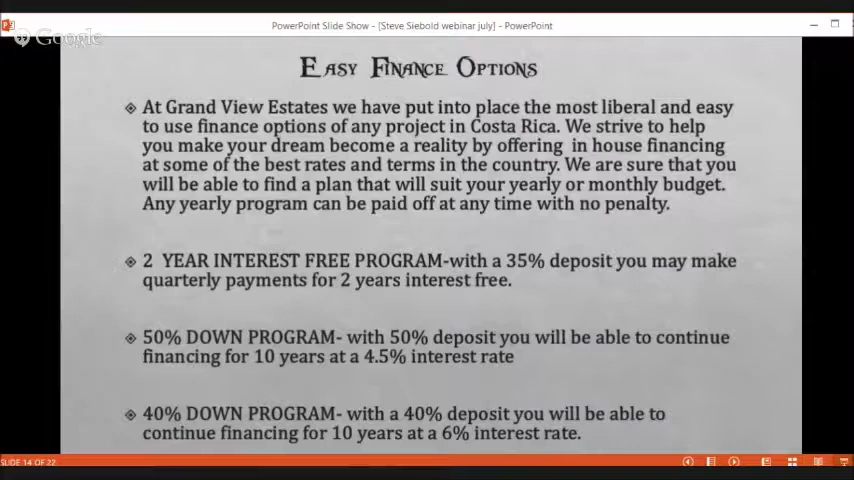 PowerPoint Slide Show - [Steve Siebold webinar july] - PowerPoint
Google
Easy Finance Options
At Grand View Estates we have put into place the most liberal and easy
to use finance options of any project in Costa Rica. We strive to help
you make your dream become a reality by offering in house financing
at some of the best rates and terms in the country. We are sure that you
will be able to find a plan that will suit your yearly or monthly budget.
Any yearly program can be paid off at any time with no penalty.
2 YEAR INTEREST FREE PROGRAM-with a 35% deposit you may make
quarterly payments for 2 years interest free.
50% DOWN PROGRAM- with 50% deposit you will be able to continue
financing for 10 years at a 4.5% interest rate
40% DOWN PROGRAM- with a 40% deposit you will be able to
continue financing for 10 years at a 6% interest rate.
SLIDE 14 OF 22